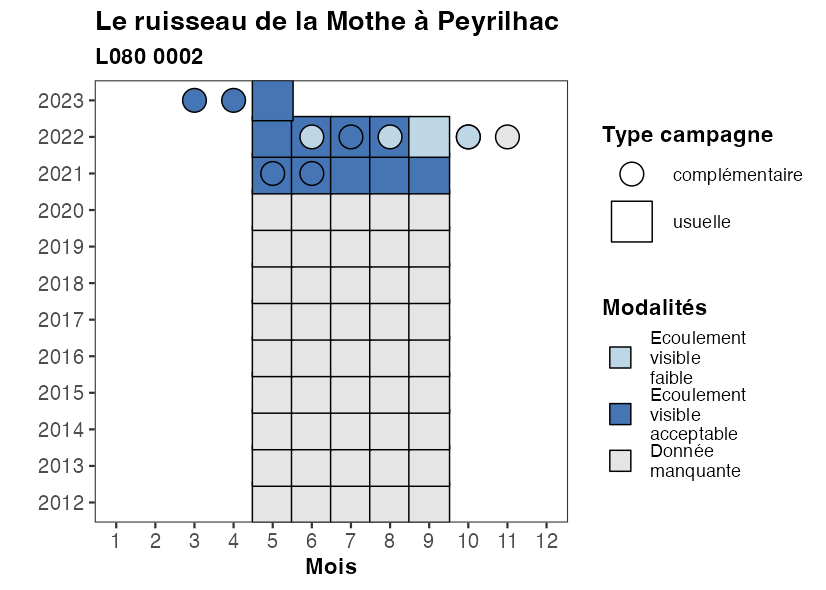 Le ruisseau de la Mothe à Peyrilhac
L080 0002
2023
2022
2021
2020
2019
2018
2017
2016
2015
2014
2013
2012
1 2 3 4 5 6 7 8 9 10 11 12
Mois
Type campagne
complémentaire
usuelle
Modalités
Ecoulement
visible
faible
Ecoulement
visible
acceptable
Donnée
manquante